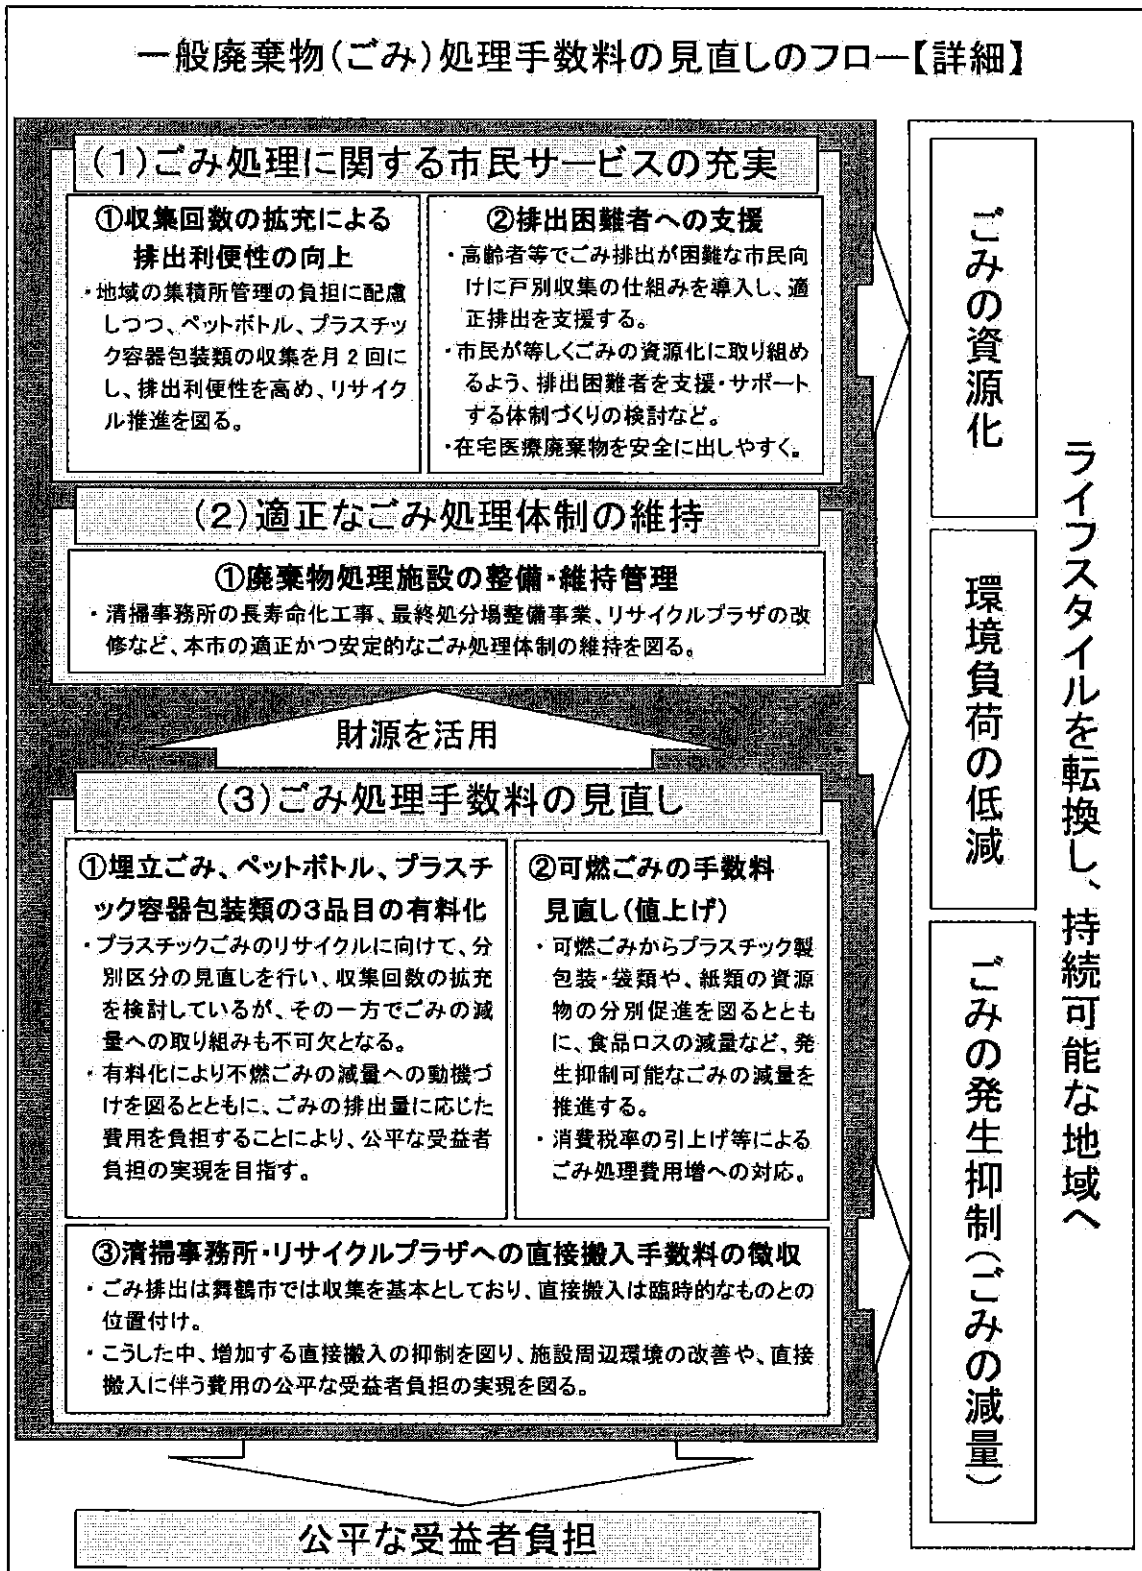 一般廃棄物(ごみ)処理手数料の見直しのフロー【詳細】
(1)ごみ処理に関する市民サービスの充実
①収集回数の拡充による
排出利便性の向上
・地域の集積所管理の負担に配慮
しつつ、ペットボトル、プラスチッ
ク容器包装類の収集を月2回に
し、排出利便性を高め、リサイク
ル推進を図る。
②排出困難者への支援
・高齢者等でごみ排出が困難な市民向
けに戸別収集の仕組みを導入し、適
正排出を支援する。
・市民が等しくごみの資源化に取り組め
るよう、排出困難者を支援・サポート
する体制づくりの検討など。
・在宅医療廃棄物を安全に出しやすく。
(2)適正なごみ処理体制の維持
①廃棄物処理施設の整備・維持管理
・清掃事務所の長寿命化工事、最終処分場整備事業、リサイクルプラザの改
修など、本市の適正かつ安定的なごみ処理体制の維持を図る。
財源を活用
(3)ごみ処理手数料の見直し
①埋立ごみ、ペットボトル、プラスチ
ック容器包装類の3品目の有料化
・プラスチックごみのリサイクルに向けて、分
別区分の見直しを行い、収集回数の拡充
を検討しているが、その一方でごみの減
量への取り組みも不可欠となる。
・有料化により不燃ごみの減量への動機づ
けを図るとともに、ごみの排出量に応じた
費用を負担することにより、公平な受益者
負担の実現を目指す。
②可燃ごみの手数料
見直し(値上げ)
・可燃ごみからプラスチック製
包装・袋類や、紙類の資源
物の分別促進を図るととも
に、食品ロスの減量など、発
生抑制可能なごみの減量を
推進する。
・消費税率の引上げ等による
ごみ処理費用増への対応。
③清掃事務所・リサイクルプラザへの直接搬入手数料の徴収
・ごみ排出は舞鶴市では収集を基本としており、直接搬入は臨時的なものとの
位置付け。
・こうした中、増加する直接搬入の抑制を図り、施設周辺環境の改善や、直接
搬入に伴う費用の公平な受益者負担の実現を図る。
公平な受益者負担
ごみの資源化
環境負荷の低減
ごみの発生抑制(ごみの減量)
ライフスタイルを転換し、持続可能な地域へ